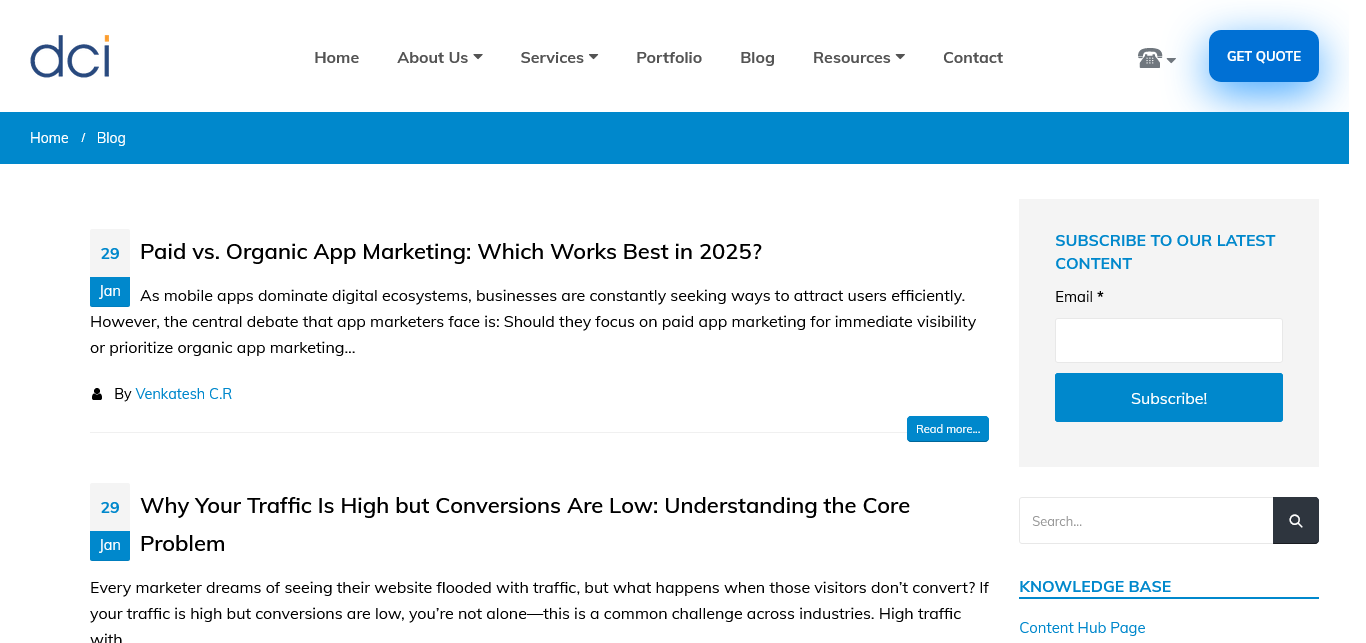 dci
Home
About Us
Services
Portfolio
Blog
Resources
Contact
GET QUOTE
Home / Blog
29
Jan
Paid vs. Organic App Marketing: Which Works Best in 2025?
As mobile apps dominate digital ecosystems, businesses are constantly seeking ways to attract users efficiently.
However, the central debate that app marketers face is: Should they focus on paid app marketing for immediate visibility
or prioritize organic app marketing...
By Venkatesh C.R
Read more...
29
Jan
Why Your Traffic Is High but Conversions Are Low: Understanding the Core
Problem
Every marketer dreams of seeing their website flooded with traffic, but what happens when those visitors don’t convert? If
your traffic is high but conversions are low, you’re not alone—this is a common challenge across industries. High traffic
with
SUBSCRIBE TO OUR LATEST
CONTENT
Email *
Subscribe!
Search...
KNOWLEDGE BASE
Content Hub Page